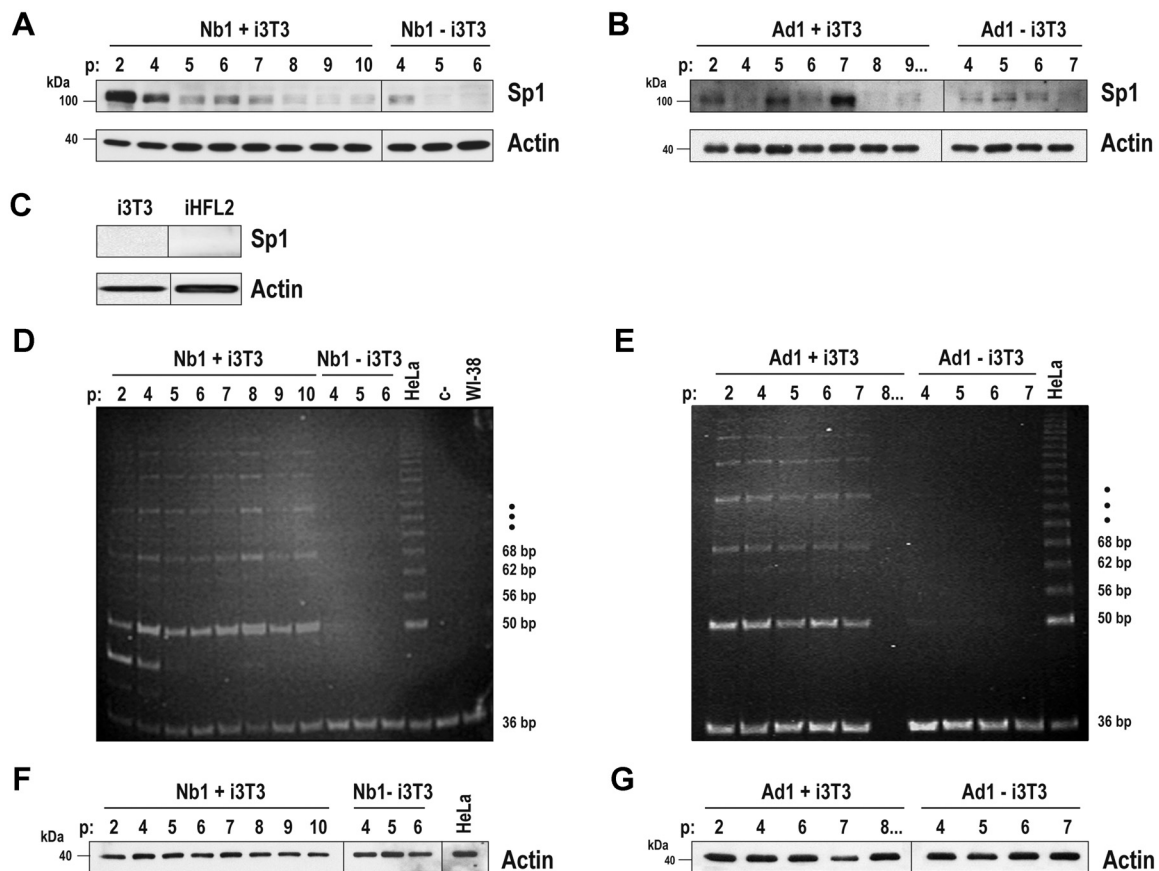 A
Nb1 + i3T3 Nb1 - i3T3
p: 2 4 5 6 7 8 9 10 4 5 6
kDa
100 Sp1
40 Actin
B
Ad1 + i3T3 Ad1 - i3T3
p: 2 4 5 6 7 8 9... 4 5 6 7
kDa
100 Sp1
40 Actin
C
i3T3 iHFL2
Sp1
Actin
D
Nb1 + i3T3 Nb1 - i3T3 HeLa c- WI-38
p: 2 4 5 6 7 8 9 10 4 5 6
68 bp
62 bp
56 bp
50 bp
36 bp
E
Ad1 + i3T3 Ad1 - i3T3 HeLa
p: 2 4 5 6 7 8... 4 5 6 7
68 bp
62 bp
56 bp
50 bp
36 bp
F
Nb1 + i3T3 Nb1- i3T3 HeLa
p: 2 4 5 6 7 8 9 10 4 5 6
kDa
40 Actin
G
Ad1 + i3T3 Ad1 - i3T3
p: 2 4 6 7 8... 4 5 6 7
kDa
40 Actin